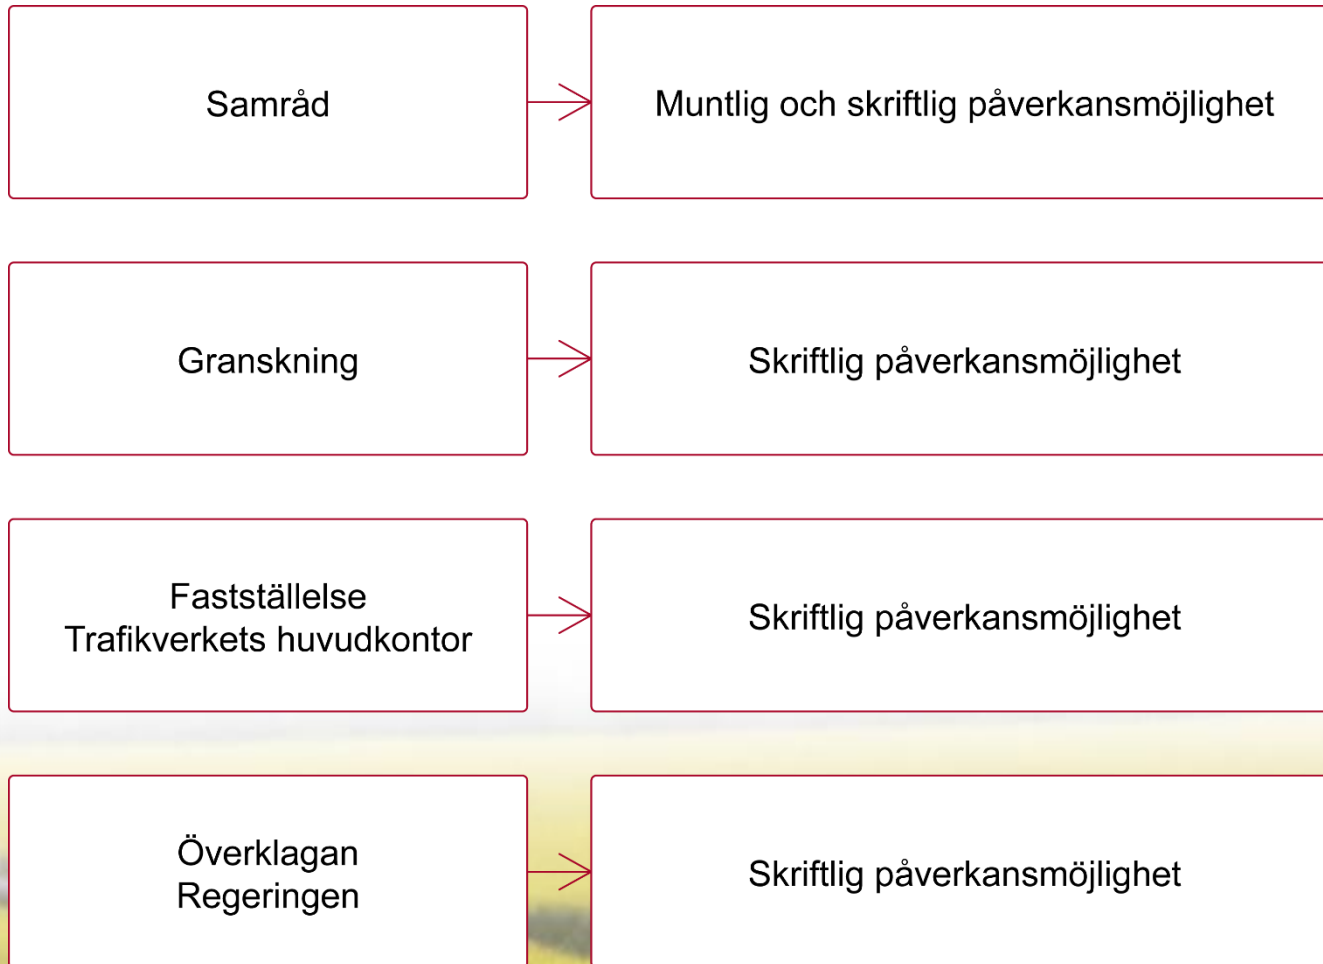 Samråd
Muntlig och skriftlig påverkansmöjlighet
Granskning
Skriftlig påverkansmöjlighet
Fastställelse
Trafikverkets huvudkontor
Skriftlig påverkansmöjlighet
Överklagan
Regeringen
Skriftlig påverkansmöjlighet